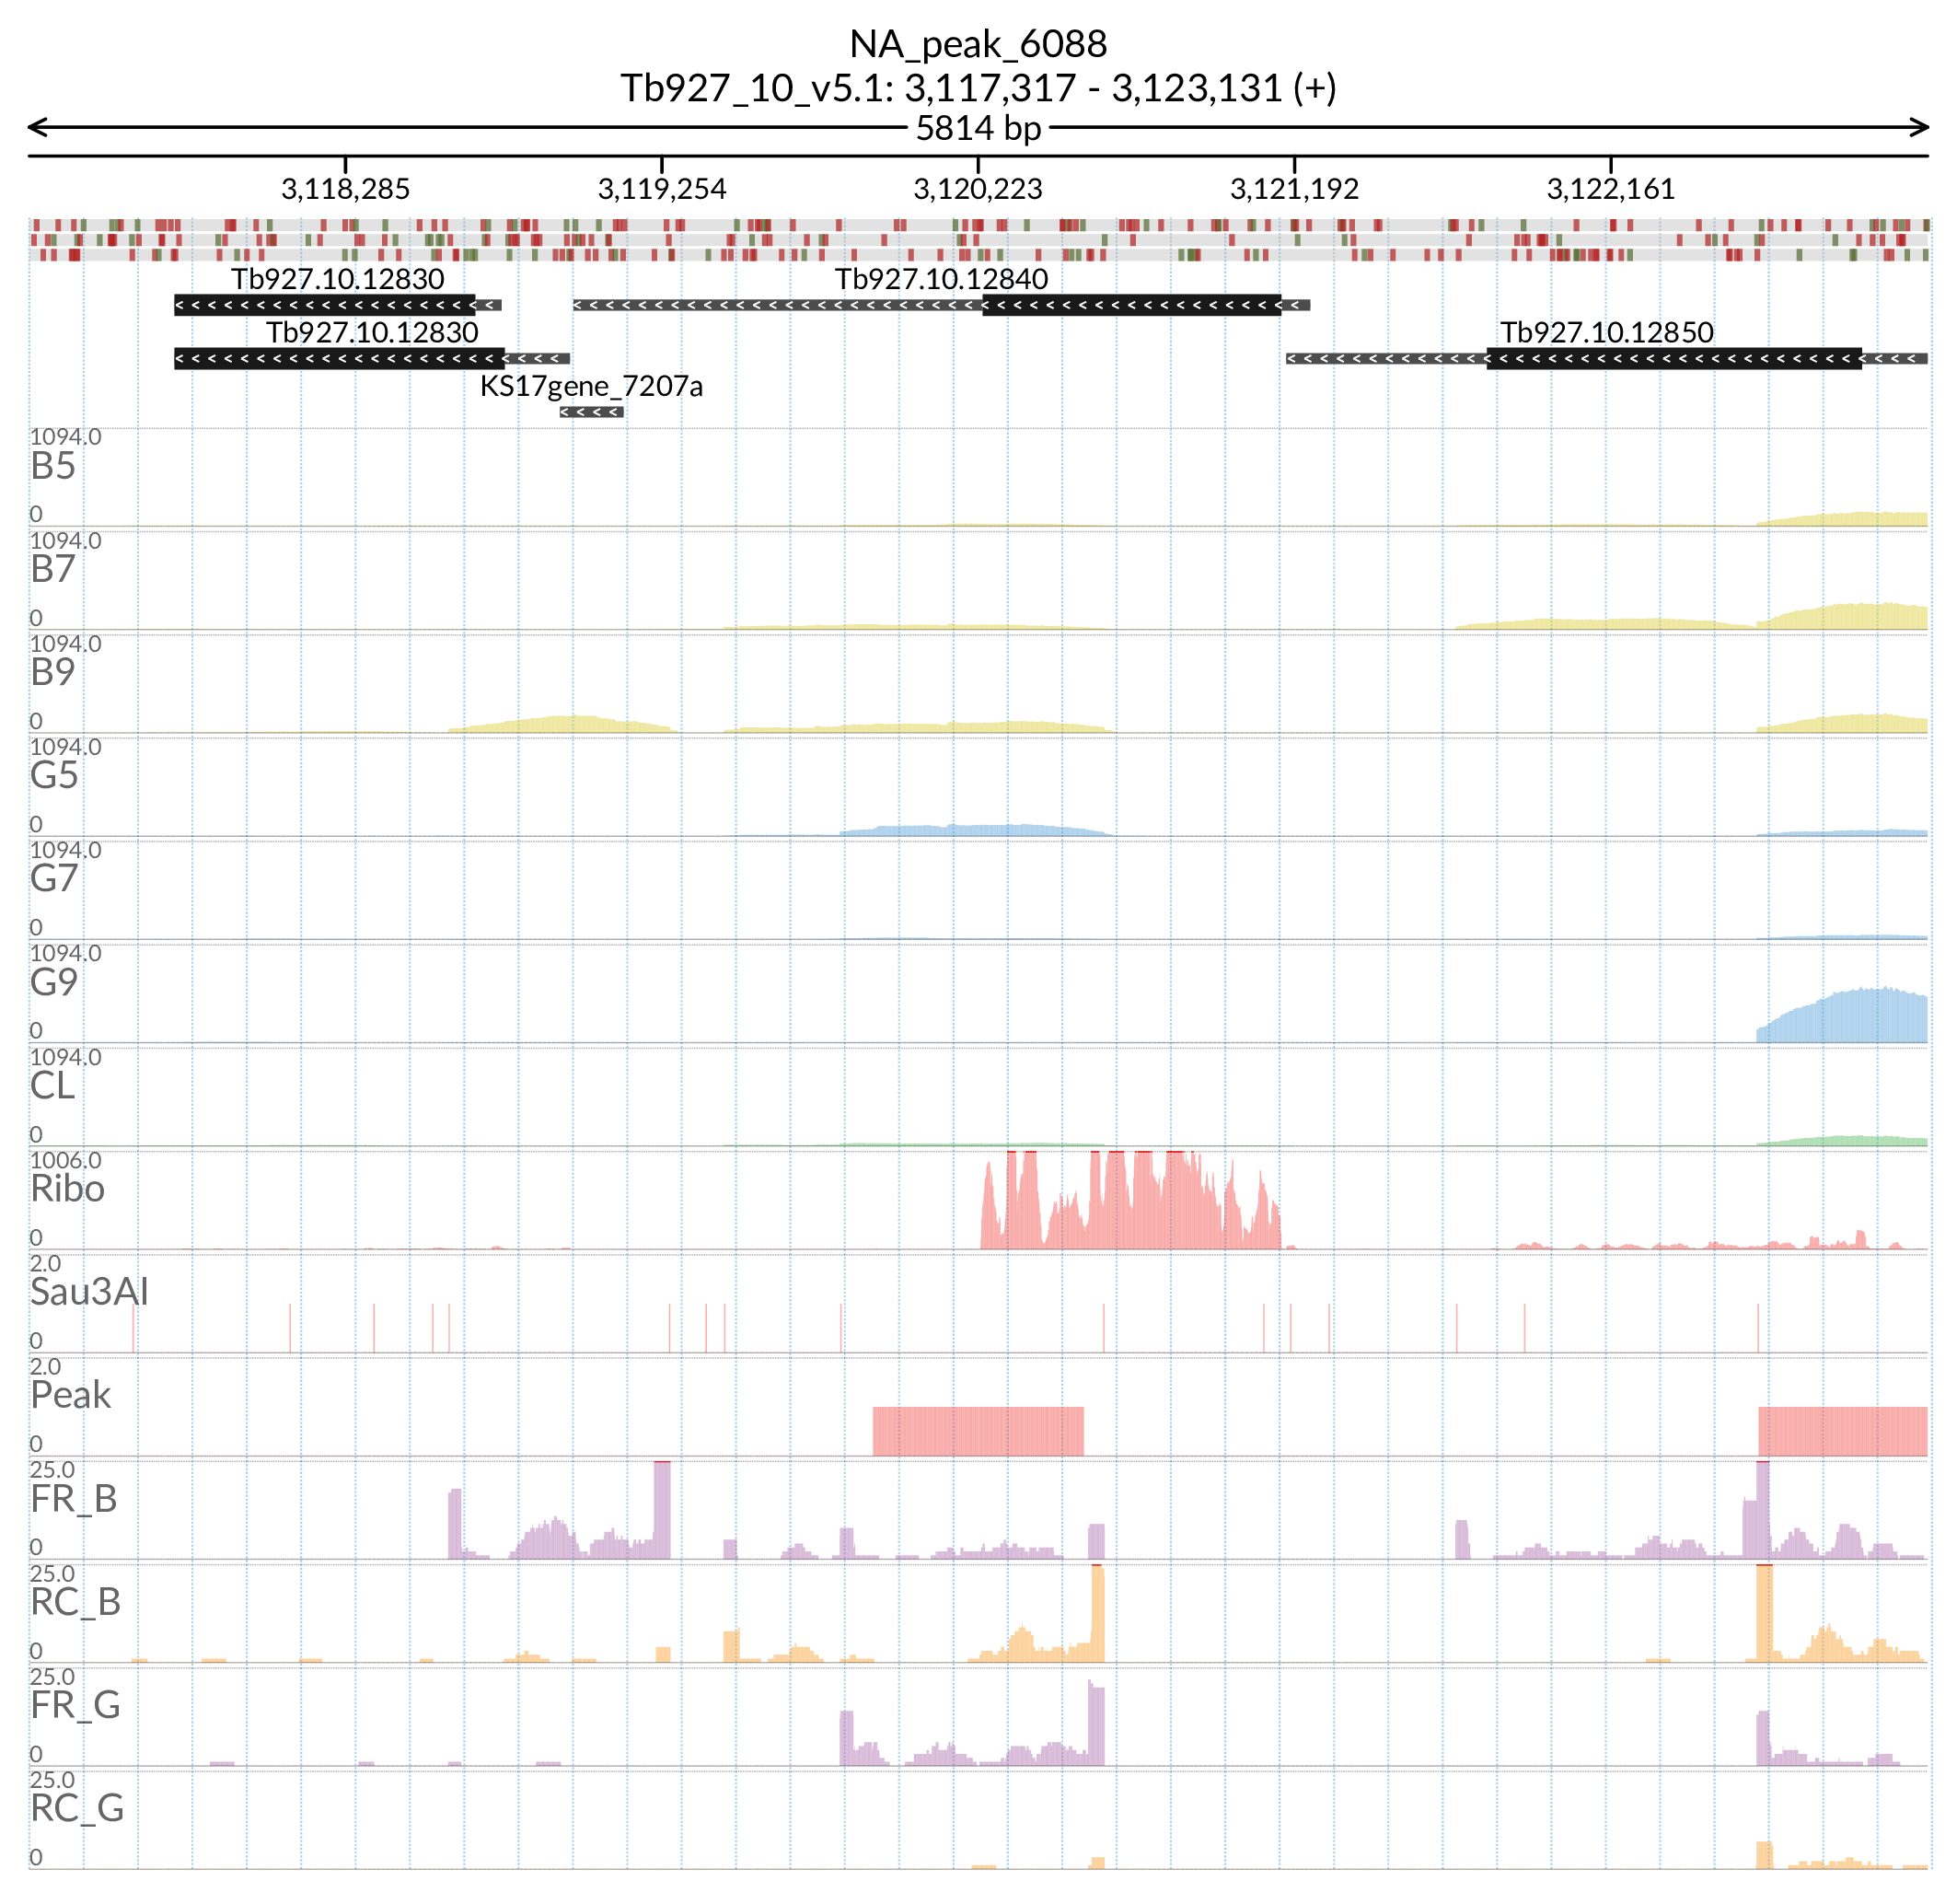 NA_peak_6088
Tb927_10_v5.1: 3,117,317 - 3,123,131 (+)
5814 bp
3,118,285 3,119,254 3,120,223 3,121,192 3,122,161
Tb927.10.12830 Tb927.10.12840
Tb927.10.12830 Tb927.10.12850
KS17gene_7207a
1094.0
B5
0
1094.0
B7
0
1094.0
B9
0
1094.0
G5
0
1094.0
G7
0
1094.0
G9
0
1094.0
CL
0
1006.0
Ribo
0
2.0
Sau3AI
0
2.0
Peak
0
25.0
FR_B
0
25.0
RC_B
0
25.0
FR_G
0
25.0
RC_G
0